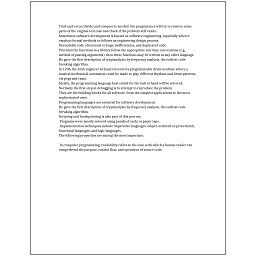 Trial-and-error/divide-and-conquer is needed: the programmer will try to remove some
parts of the original test case and check if the problem still exists.
Sometimes software development is known as software engineering, especially when it
employs formal methods or follows an engineering design process.
Unreadable code often leads to bugs, inefficiencies, and duplicated code.
Provided the functions in a library follow the appropriate run-time conventions (e.g.,
method of passing arguments), then these functions may be written in any other language.
He gave the first description of cryptanalysis by frequency analysis, the earliest code-
breaking algorithm.
In 1206, the Arab engineer Al-Jazari invented a programmable drum machine where a
musical mechanical automaton could be made to play different rhythms and drum patterns,
via pegs and cams.
Ideally, the programming language best suited for the task at hand will be selected.
Normally the first step in debugging is to attempt to reproduce the problem.
They are the building blocks for all software, from the simplest applications to the most
sophisticated ones.
Programming languages are essential for software development.
He gave the first description of cryptanalysis by frequency analysis, the earliest code-
breaking algorithm.
Scripting and breakpointing is also part of this process.
Programs were mostly entered using punched cards or paper tape.
Implementation techniques include imperative languages (object-oriented or procedural),
functional languages, and logic languages.
The following properties are among the most important:
In computer programming, readability refers to the ease with which a human reader can
comprehend the purpose, control flow, and operation of source code.